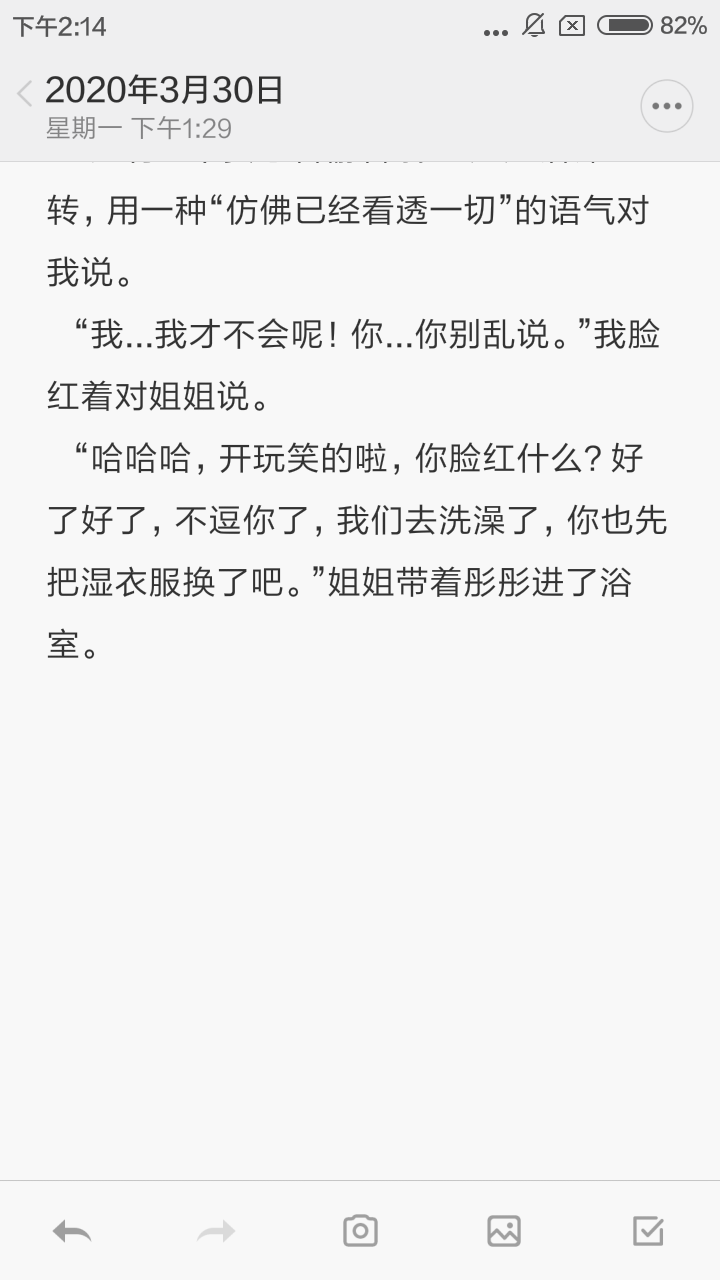 下午2:14
... 82%
2020年3月30日
星期一 下午1:29
转，用一种“仿佛已经看透一切”的语气对
我说。
“我...我才不会呢！你...你别乱说。”我脸
红着对姐姐说。
“哈哈哈，开玩笑的啦，你脸红什么？好
了好了，不逗你了，我们去洗澡了，你也先
把湿衣服换了吧。”姐姐带着彤彤进了浴
室。